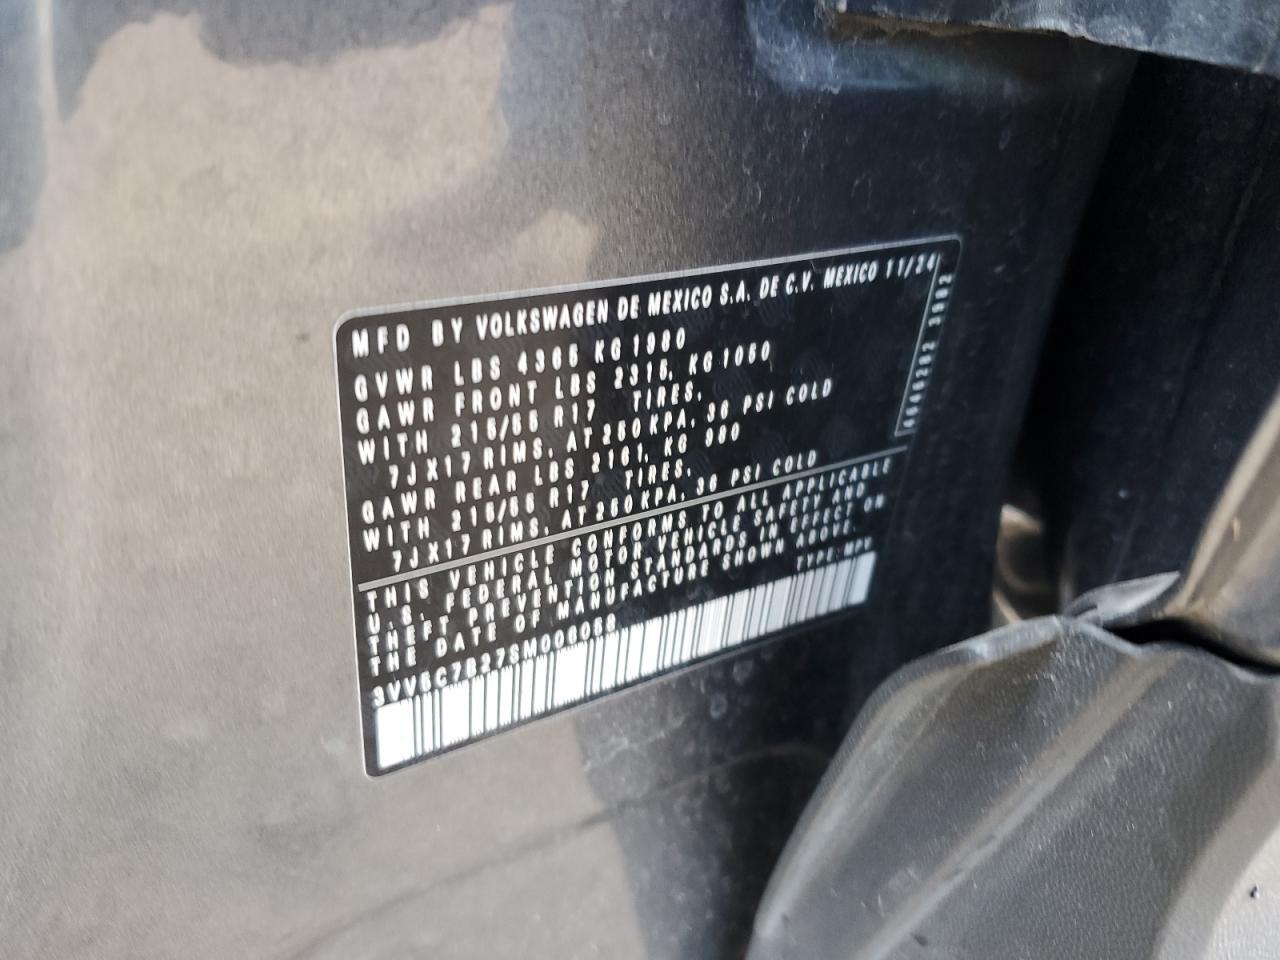 MFD BY VOLKSWAGEN DE MEXICO S.A. DE C.V. MEXICO 11/24
GVWR LBS 4365 KG 1980
GAWR FRONT LBS 2315, KG 1050
WITH 215/55 R17 TIRES,
7JX17 RIMS, AT 250 KPA, 36 PSI COLD
GAWR REAR LBS 2161, KG 980
WITH 215/55 R17 TIRES,
7JX17 RIMS, AT 250 KPA, 36 PSI COLD
THIS VEHICLE CONFORMS TO ALL APPLICABLE
U.S. FEDERAL MOTOR VEHICLE SAFETY AND
THEFT PREVENTION STANDARDS IN EFFECT ON
THE DATE OF MANUFACTURE SHOWN ABOVE.
3VV5C7B27SM006068 TYPE: MPV